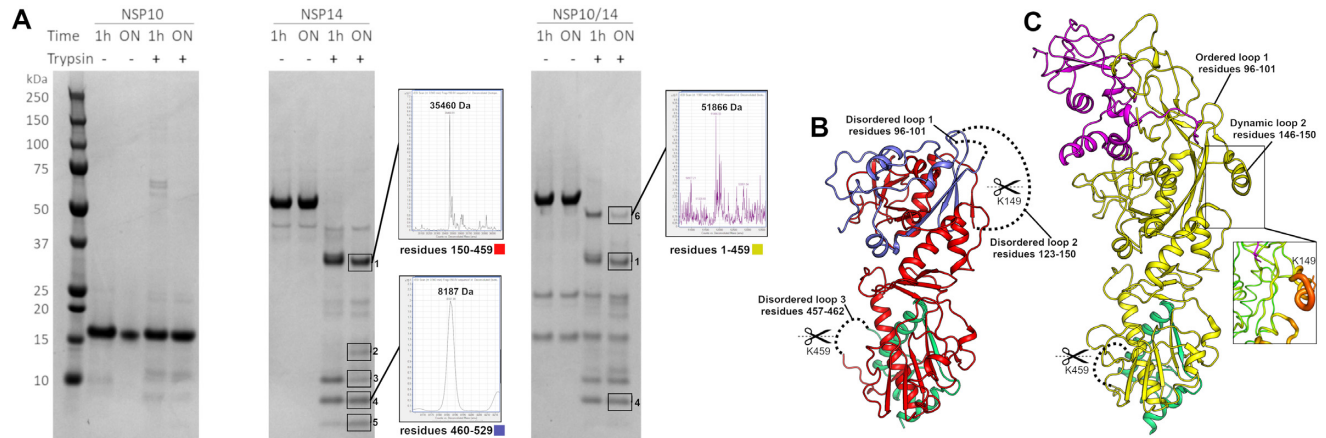 A
NSP10
NSP14
NSP10/14
Time
1h ON 1h ON
1h ON 1h ON
1h ON 1h ON
Trypsin
- - + +
- - + +
- - + +
kDa
250
150
100
75
50
37
25
20
15
10
35460 Da
residues 150-459
8187 Da
residues 460-529
51866 Da
residues 1-459
1
2
3
4
5
6
1
4
B
Disordered loop 1
residues 96-101
K149
Disordered loop 2
residues 123-150
Disordered loop 3
residues 457-462
K459
C
Ordered loop 1
residues 96-101
Dynamic loop 2
residues 146-150
K149
K459